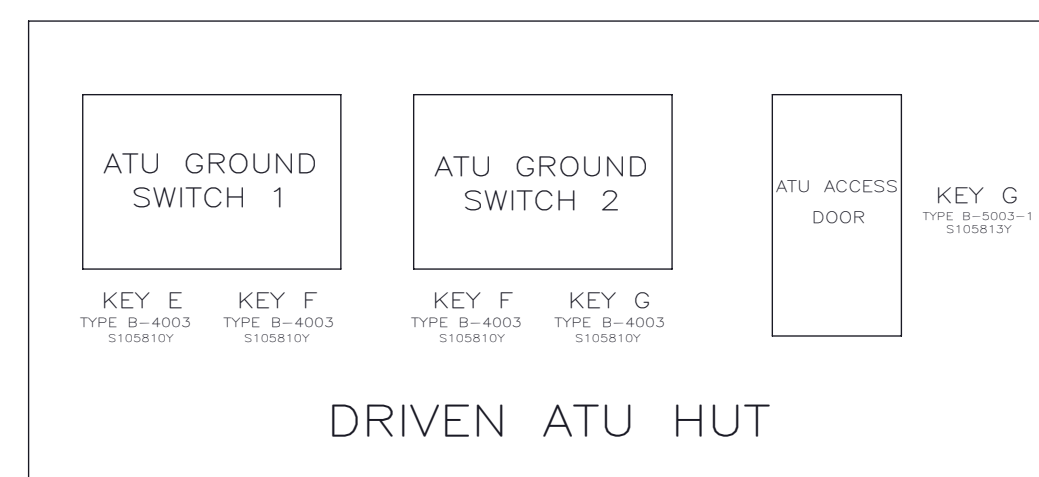 ATU GROUND
SWITCH 1
ATU GROUND
SWITCH 2
ATU ACCESS
DOOR
KEY G
TYPE B-5003-1
S105813Y
KEY E
TYPE B-4003
S105810Y
KEY F
TYPE B-4003
S105810Y
KEY F
TYPE B-4003
S105810Y
KEY G
TYPE B-4003
S105810Y
DRIVEN ATU HUT